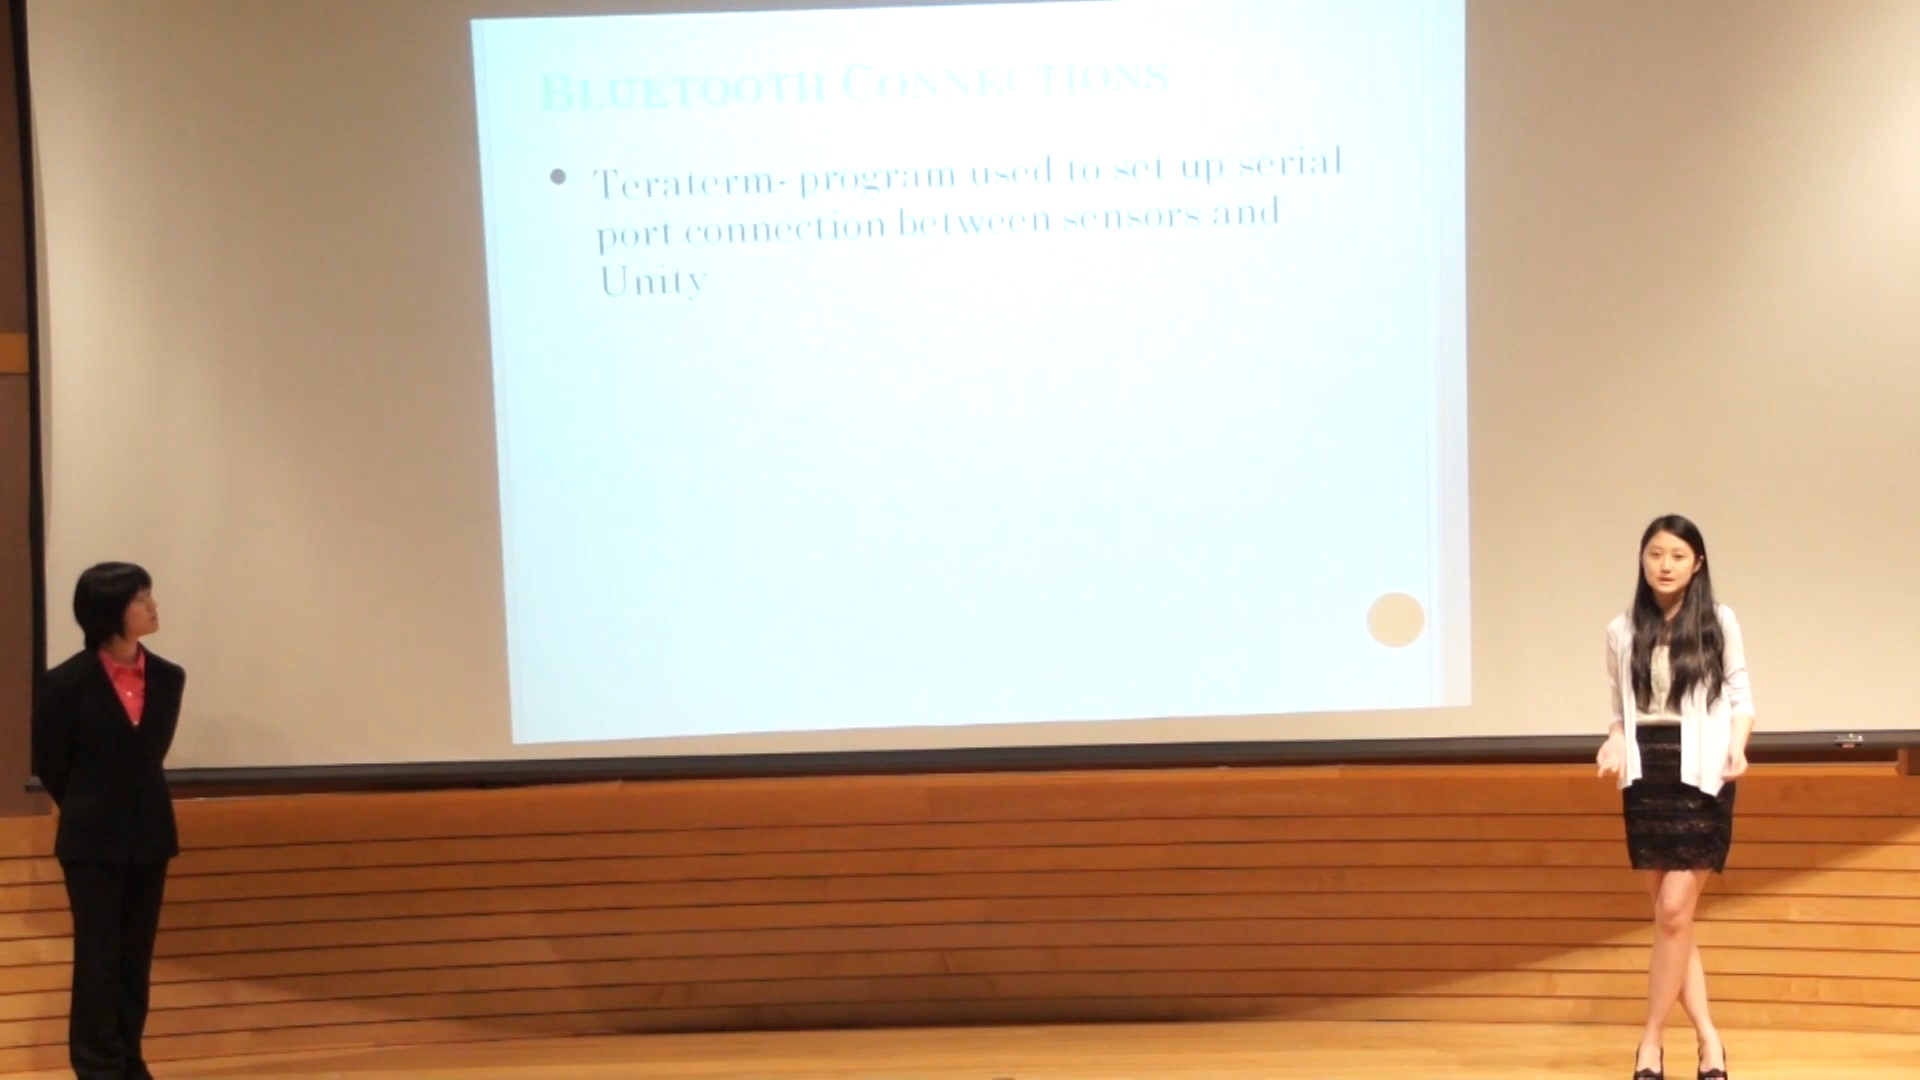 BLUETOOTH CONNECTIONS
• Teraterm- program used to set up serial
port connection between sensors and
Unity